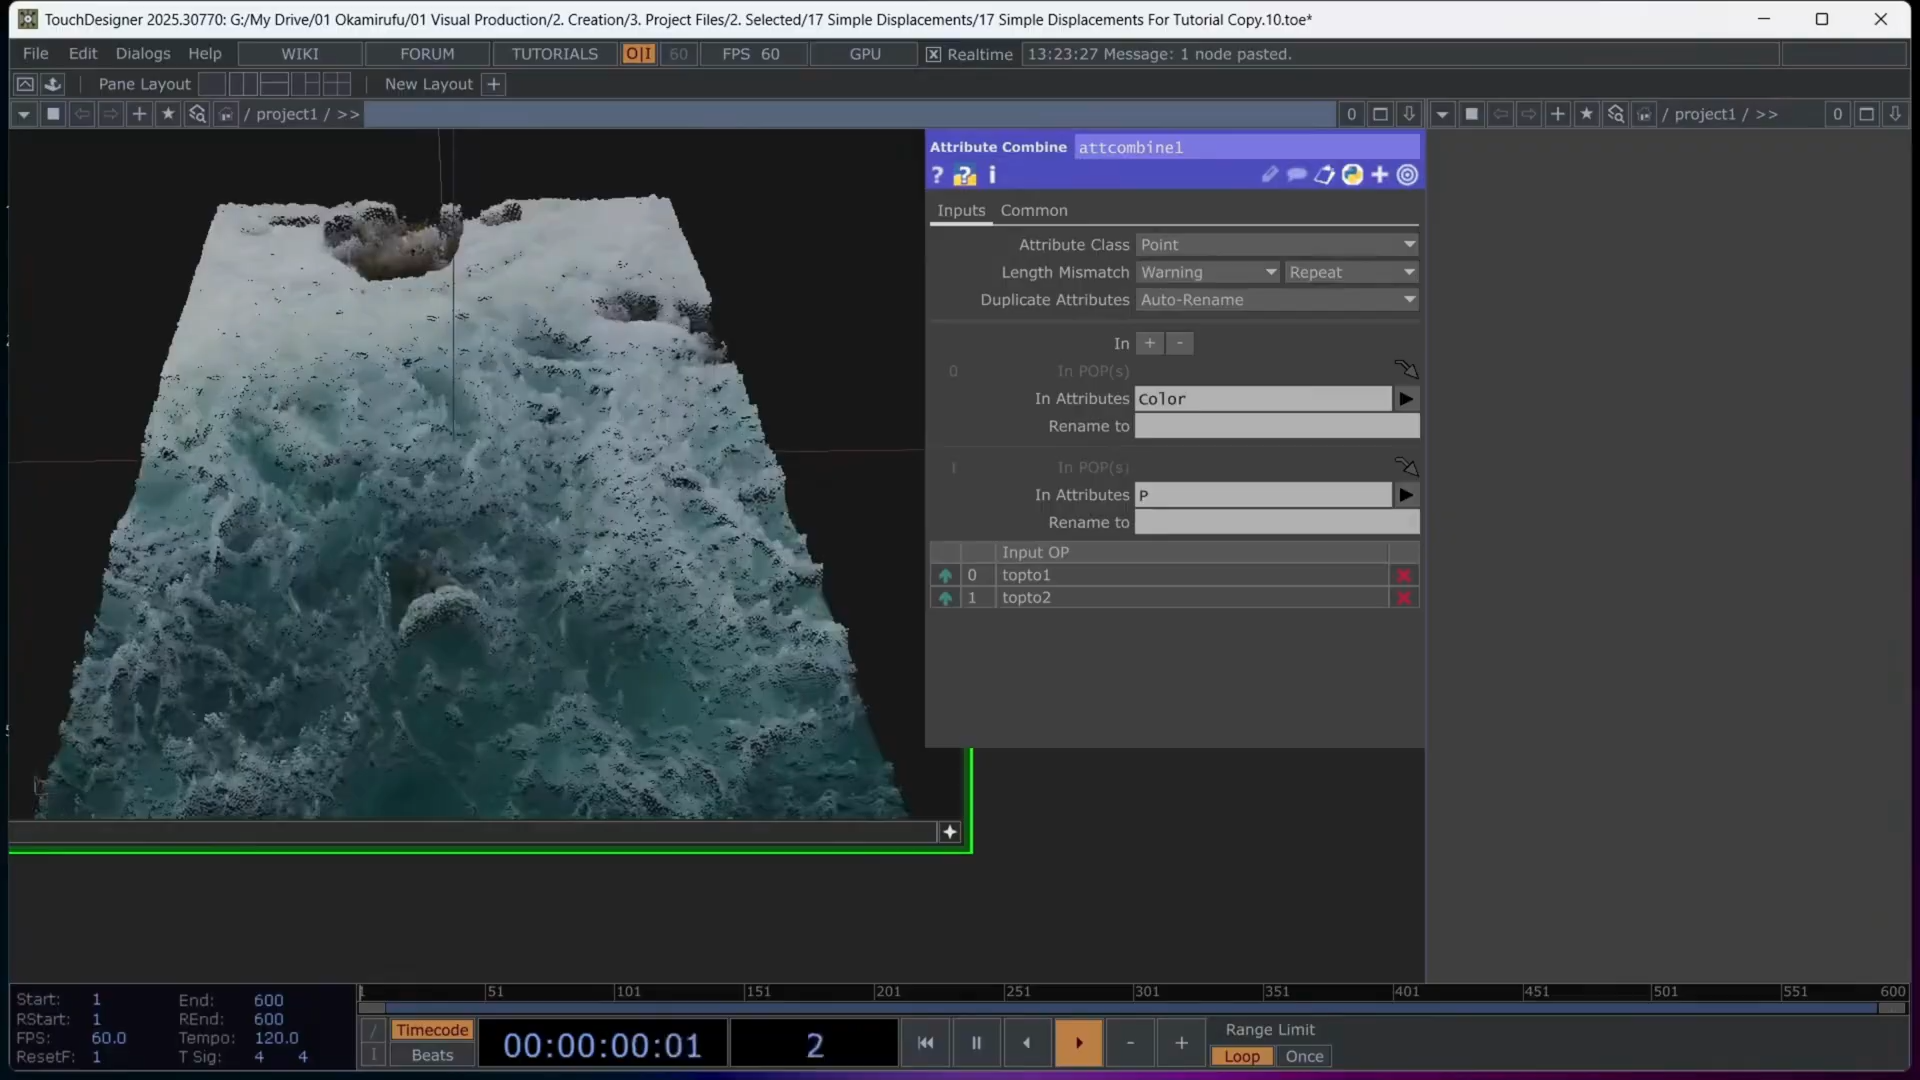 TouchDesigner 2025.30770: G:/My Drive/01 Okamirufu/01 Visual Production/2. Creation/3. Project Files/2. Selected/17 Simple Displacements/17 Simple Displacements For Tutorial Copy.10.toe*
File Edit Dialogs Help WIKI FORUM TUTORIALS O|I 60 FPS 60 GPU Realtime 13:23:27 Message: 1 node pasted.
Pane Layout New Layout +
/ project1 / >> 0 / project1 / >> 0
Attribute Combine attcombine1
? ? i
Inputs Common
Attribute Class Point
Length Mismatch Warning Repeat
Duplicate Attributes Auto-Rename
In + -
0 In POP(s)
In Attributes Color
Rename to
1 In POP(s)
In Attributes P
Rename to
Input OP
0 topto1
1 topto2
1 51 101 151 201 251 301 351 401 451 501 551 600
Start: 1 End: 600
RStart: 1 REnd: 600
FPS: 60.0 Tempo: 120.0
ResetF: 1 T Sig: 4 4
/ Timecode
I Beats
00:00:00:01 2
- +
Range Limit
Loop Once